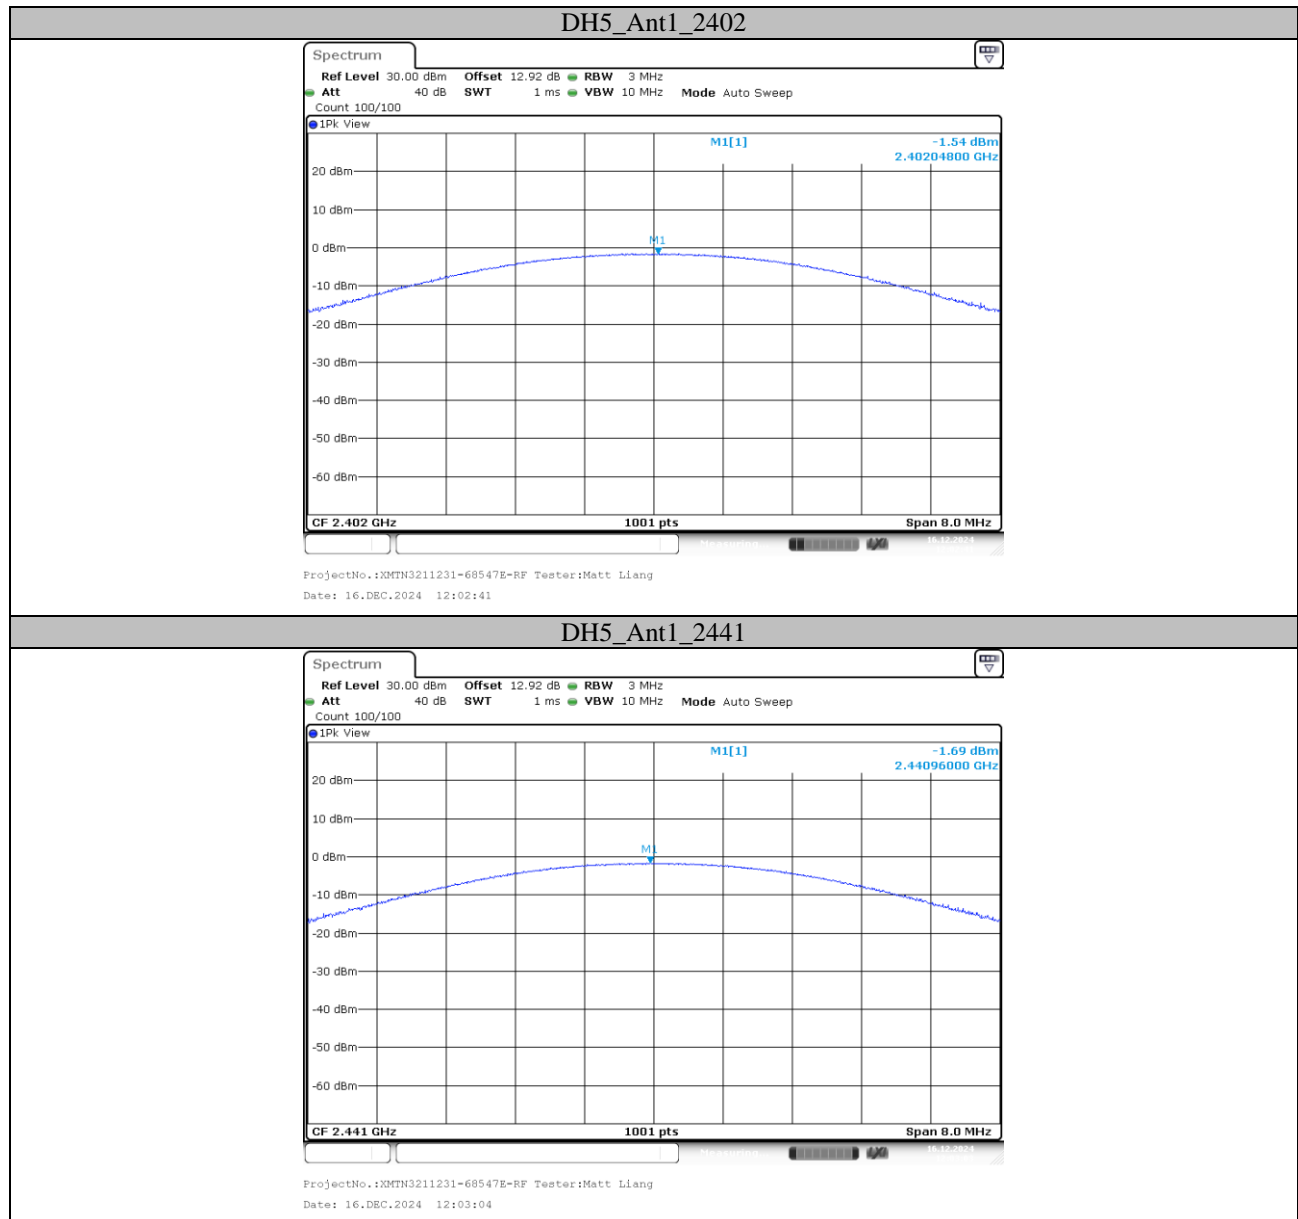 DH5_Ant1_2402
Spectrum
Ref Level 30.00 dBm Offset 12.92 dB RBW 3 MHz
Att 40 dB SWT 1 ms VBW 10 MHz Mode Auto Sweep
Count 100/100
1Pk View
M1[1] -1.54 dBm
2.40204800 GHz
20 dBm
10 dBm
M1
0 dBm
-10 dBm
-20 dBm
-30 dBm
-40 dBm
-50 dBm
-60 dBm
CF 2.402 GHz 1001 pts Span 8.0 MHz
Measuring... 16.12.2024
ProjectNo.:XMTN3211231-68547E-RF Tester:Matt Liang
Date: 16.DEC.2024 12:02:41
DH5_Ant1_2441
Spectrum
Ref Level 30.00 dBm Offset 12.92 dB RBW 3 MHz
Att 40 dB SWT 1 ms VBW 10 MHz Mode Auto Sweep
Count 100/100
1Pk View
M1[1] -1.69 dBm
2.44096000 GHz
20 dBm
10 dBm
M1
0 dBm
-10 dBm
-20 dBm
-30 dBm
-40 dBm
-50 dBm
-60 dBm
CF 2.441 GHz 1001 pts Span 8.0 MHz
Measuring... 16.12.2024
ProjectNo.:XMTN3211231-68547E-RF Tester:Matt Liang
Date: 16.DEC.2024 12:03:04